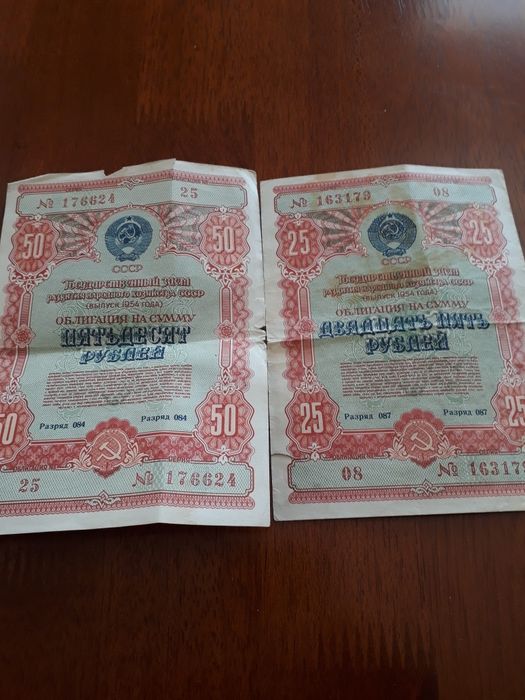 № 176624 25
50 50
СССР
Государственный заем
развития народного хозяйства СССР
(выпуск 1954 года)
ОБЛИГАЦИЯ НА СУММУ
ПЯТЬДЕСЯТ
РУБЛЕЙ
Разряд 084 Разряд 084
50 50
25 № 176624
№ 163179 08
25 25
СССР
Государственный заем
развития народного хозяйства СССР
(выпуск 1954 года)
ОБЛИГАЦИЯ НА СУММУ
ДВАДЦАТЬ ПЯТЬ
РУБЛЕЙ
Разряд 087 Разряд 087
25 25
08 № 163179